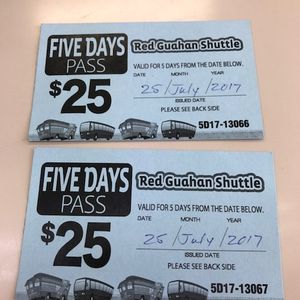 FIVE DAYS
PASS
$25
Red Guahan Shuttle
VALID FOR 5 DAYS FROM THE DATE BELOW.
DATE MONTH YEAR
25 / July / 2017
ISSUED DATE
PLEASE SEE BACK SIDE
5D17-13066
FIVE DAYS
PASS
$25
Red Guahan Shuttle
VALID FOR 5 DAYS FROM THE DATE BELOW.
DATE MONTH YEAR
25 / July / 2017
ISSUED DATE
PLEASE SEE BACK SIDE
5D17-13067